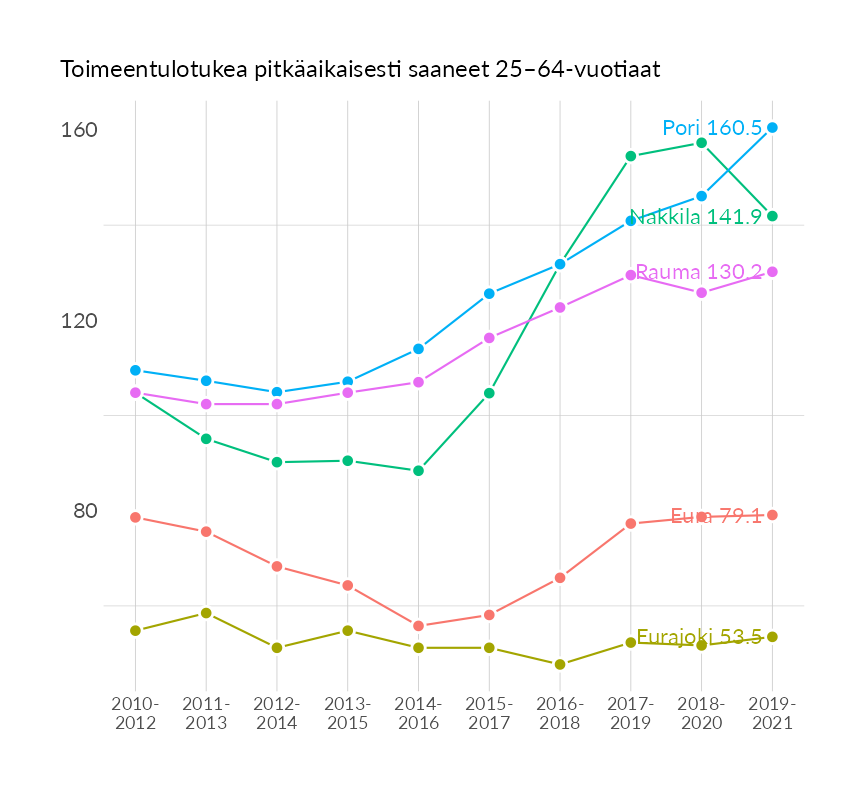 Toimeentulotukea pitkäaikaisesti saaneet 25–64-vuotiaat
160
Pori 160.5
Nakkila 141.9
Rauma 130.2
120
80
Eura 79.1
Eurajoki 53.5
2010- 2011- 2012- 2013- 2014- 2015- 2016- 2017- 2018- 2019-
2012 2013 2014 2015 2016 2017 2018 2019 2020 2021